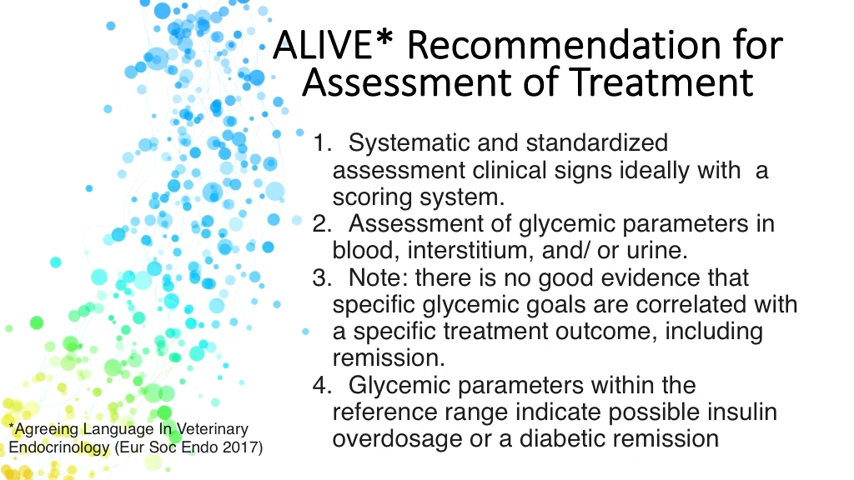 ALIVE* Recommendation for
Assessment of Treatment
1. Systematic and standardized
assessment clinical signs ideally with a
scoring system.
2. Assessment of glycemic parameters in
blood, interstitium, and/ or urine.
3. Note: there is no good evidence that
specific glycemic goals are correlated with
a specific treatment outcome, including
remission.
4. Glycemic parameters within the
reference range indicate possible insulin
overdosage or a diabetic remission
*Agreeing Language In Veterinary
Endocrinology (Eur Soc Endo 2017)